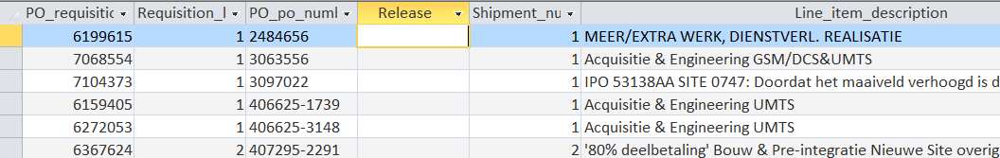 PO_requisitic Requisition_l PO_po_numl Release Shipment_nu Line_item_description
6199615 1 2484656 1 MEER/EXTRA WERK, DIENSTVERL. REALISATIE
7068554 1 3063556 1 Acquisitie & Engineering GSM/DCS&UMTS
7104373 1 3097022 1 IPO 53138AA SITE 0747: Doordat het maaiveld verhoogd is d
6159405 1 406625-1739 1 Acquisitie & Engineering UMTS
6272053 1 406625-3148 1 Acquisitie & Engineering UMTS
6367624 2 407295-2291 2 '80% deelbetaling' Bouw & Pre-integratie Nieuwe Site overig